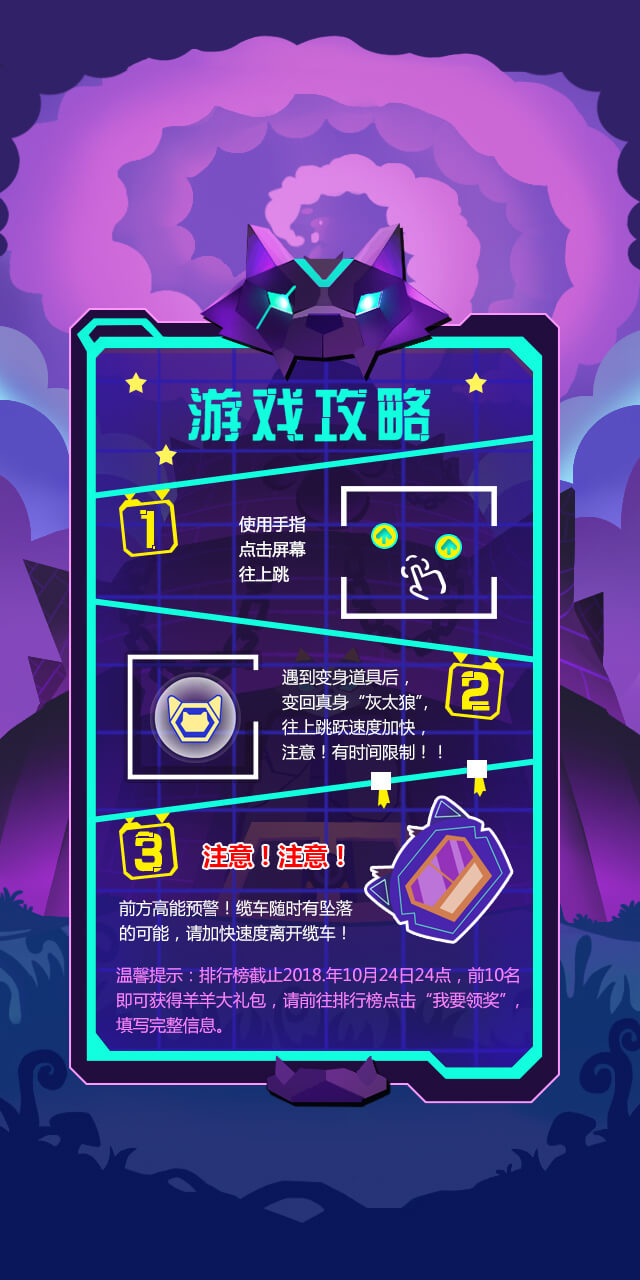 游戏攻略
1
使用手指
点击屏幕
往上跳
遇到变身道具后，
变回真身“灰太狼”，
往上跳跃速度加快，
注意！有时间限制！！
2
3
注意！注意！
前方高能预警！缆车随时有坠落
的可能，请加快速度离开缆车！
温馨提示：排行榜截止2018.年10月24日24点，前10名
即可获得羊羊大礼包，请前往排行榜点击“我要领奖”，
填写完整信息。